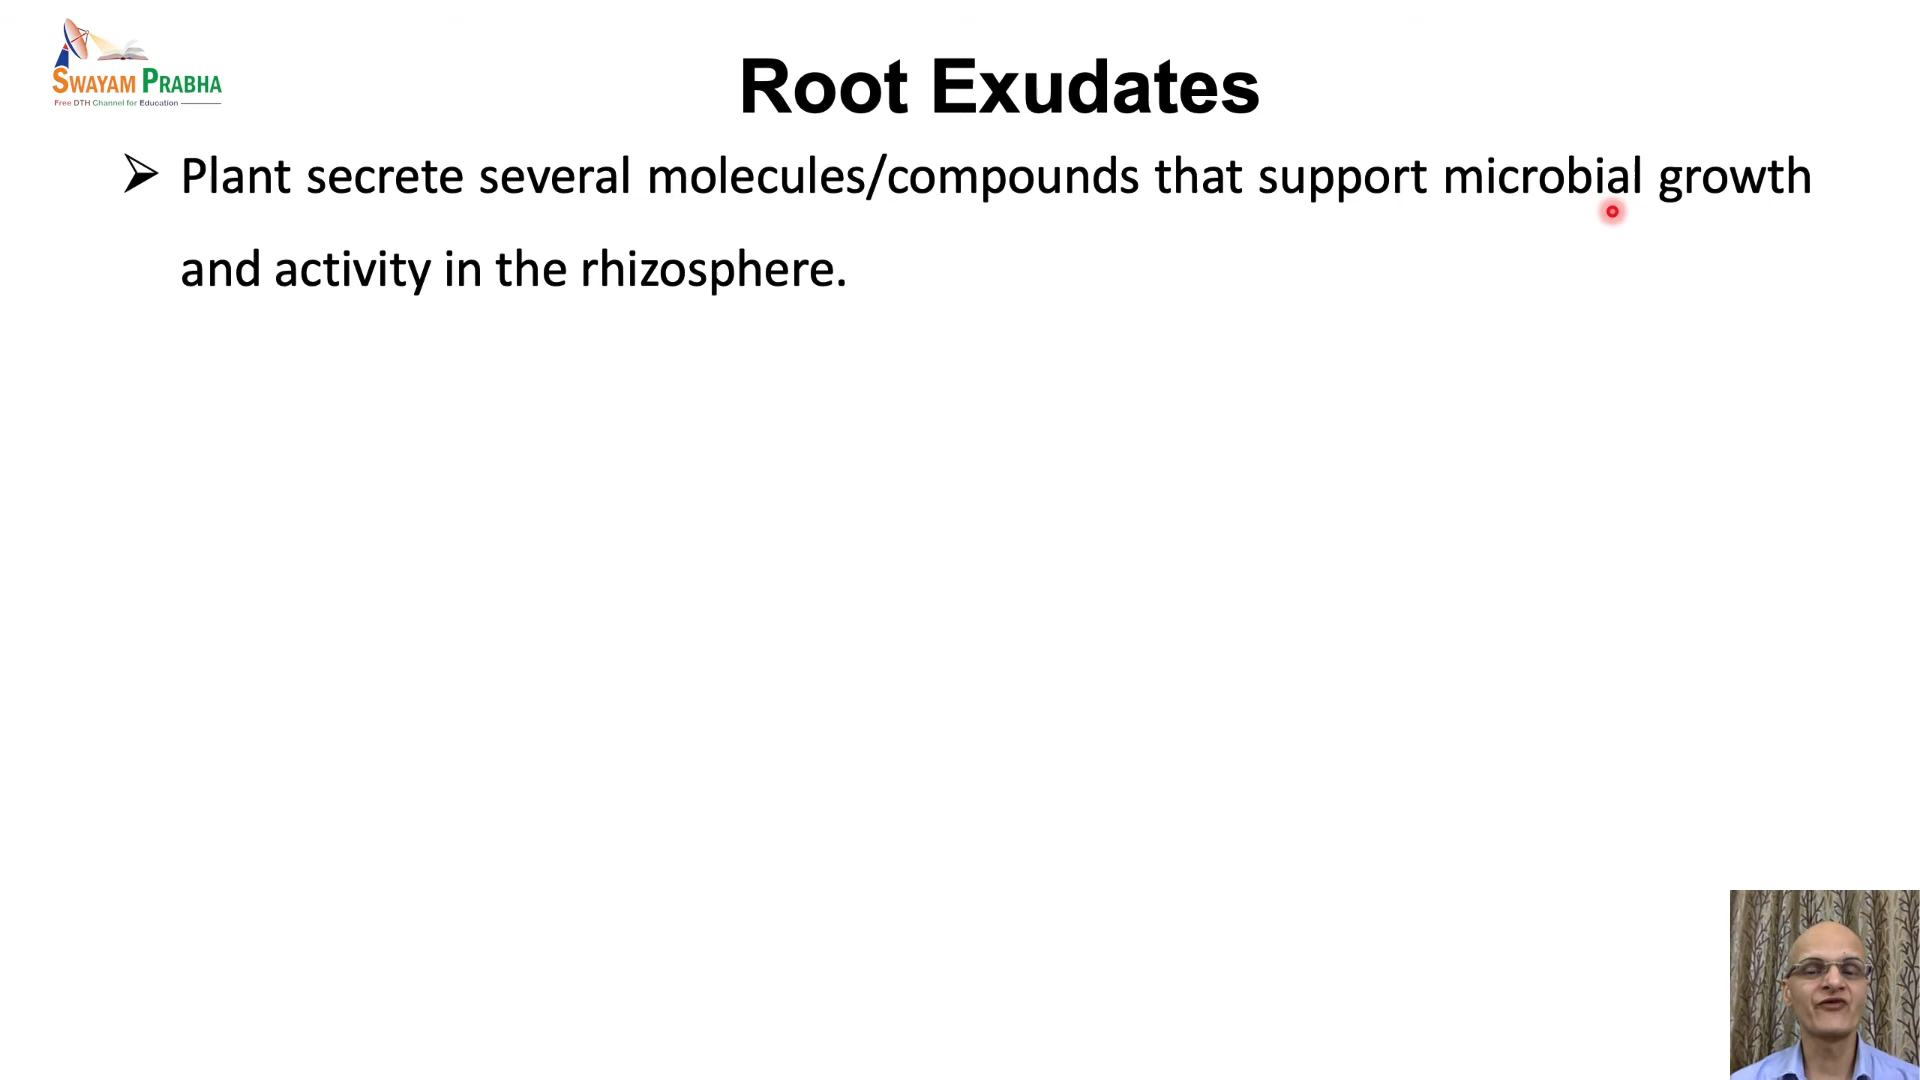 SWAYAM PRABHA
Free DTH Channel for Education
Root Exudates
Plant secrete several molecules/compounds that support microbial growth
and activity in the rhizosphere.